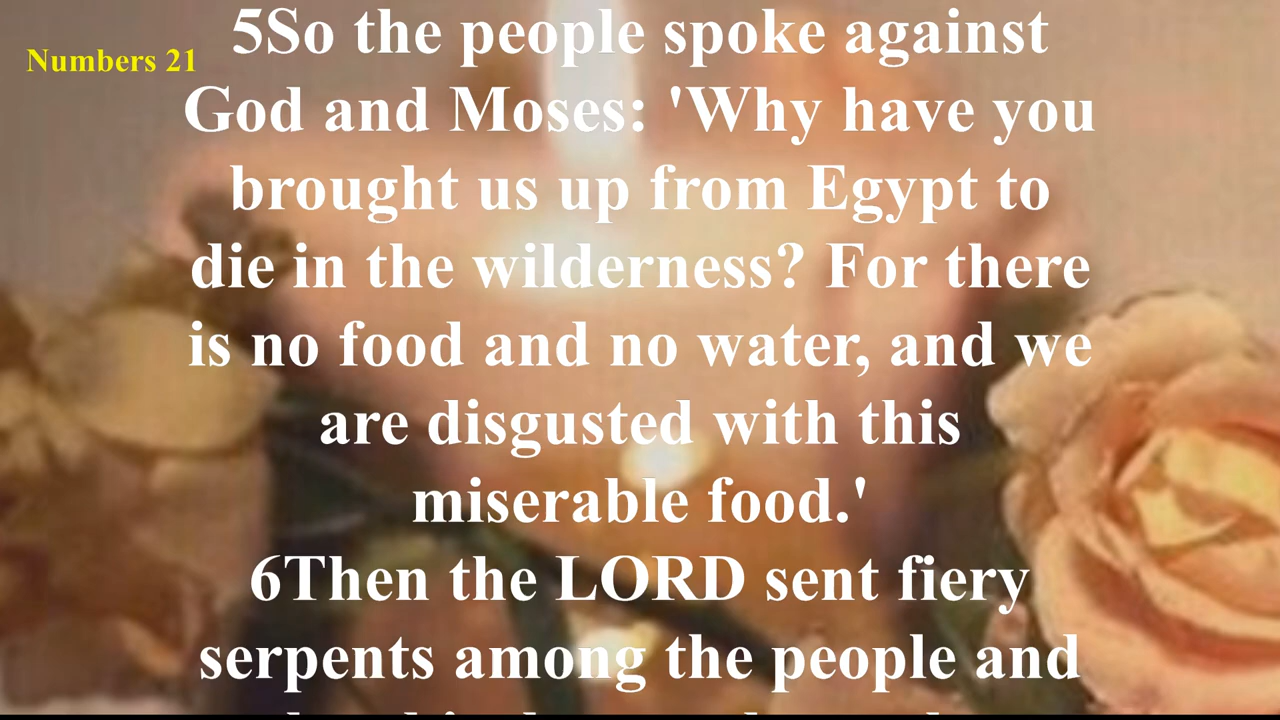 Numbers 21
5So the people spoke against
God and Moses: 'Why have you
brought us up from Egypt to
die in the wilderness? For there
is no food and no water, and we
are disgusted with this
miserable food.'
6Then the LORD sent fiery
serpents among the people and